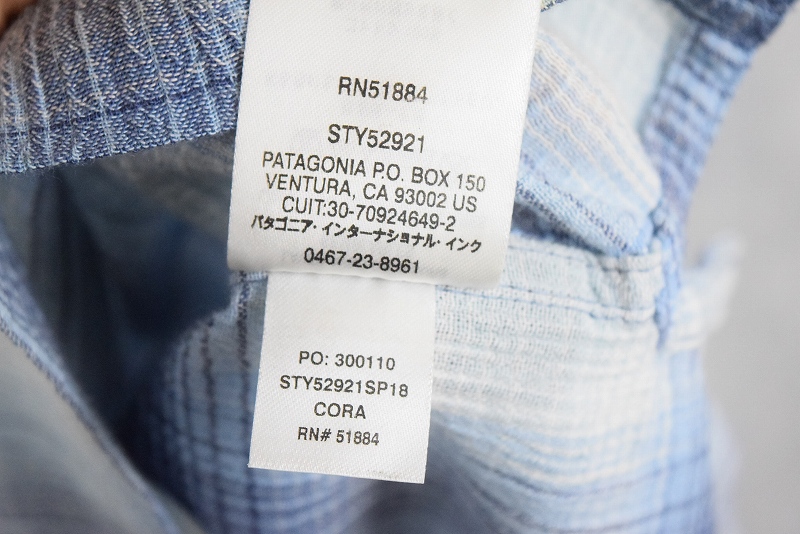 RN51884
STY52921
PATAGONIA P.O. BOX 150
VENTURA, CA 93002 US
CUIT:30-70924649-2
パタゴニア・インターナショナル・インク
0467-23-8961
PO: 300110
STY52921SP18
CORA
RN# 51884